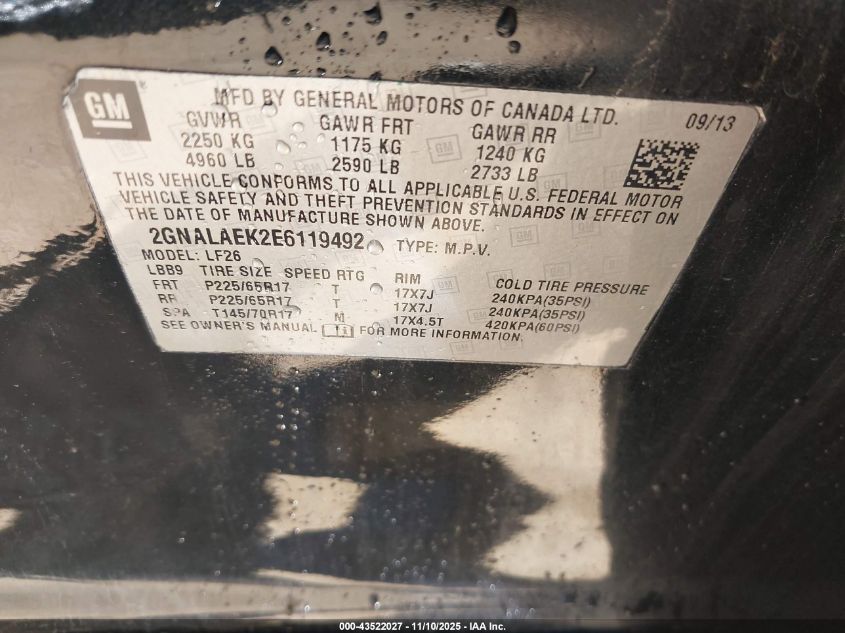 GM
MFD BY GENERAL MOTORS OF CANADA LTD. 09/13
GVWR GAWR FRT GAWR RR
2250 KG 1175 KG 1240 KG
4960 LB 2590 LB 2733 LB
THIS VEHICLE CONFORMS TO ALL APPLICABLE U.S. FEDERAL MOTOR
VEHICLE SAFETY AND THEFT PREVENTION STANDARDS IN EFFECT ON
THE DATE OF MANUFACTURE SHOWN ABOVE.
2GNALAEK2E6119492 TYPE: M.P.V.
MODEL: LF26
LBB9 TIRE SIZE SPEED RTG RIM COLD TIRE PRESSURE
FRT P225/65R17 T 17X7J 240KPA(35PSI)
RR P225/65R17 T 17X7J 240KPA(35PSI)
SPA T145/70R17 M 17X4.5T 420KPA(60PSI)
SEE OWNER'S MANUAL FOR MORE INFORMATION.
000-43522027 - 11/10/2025 - IAA Inc.